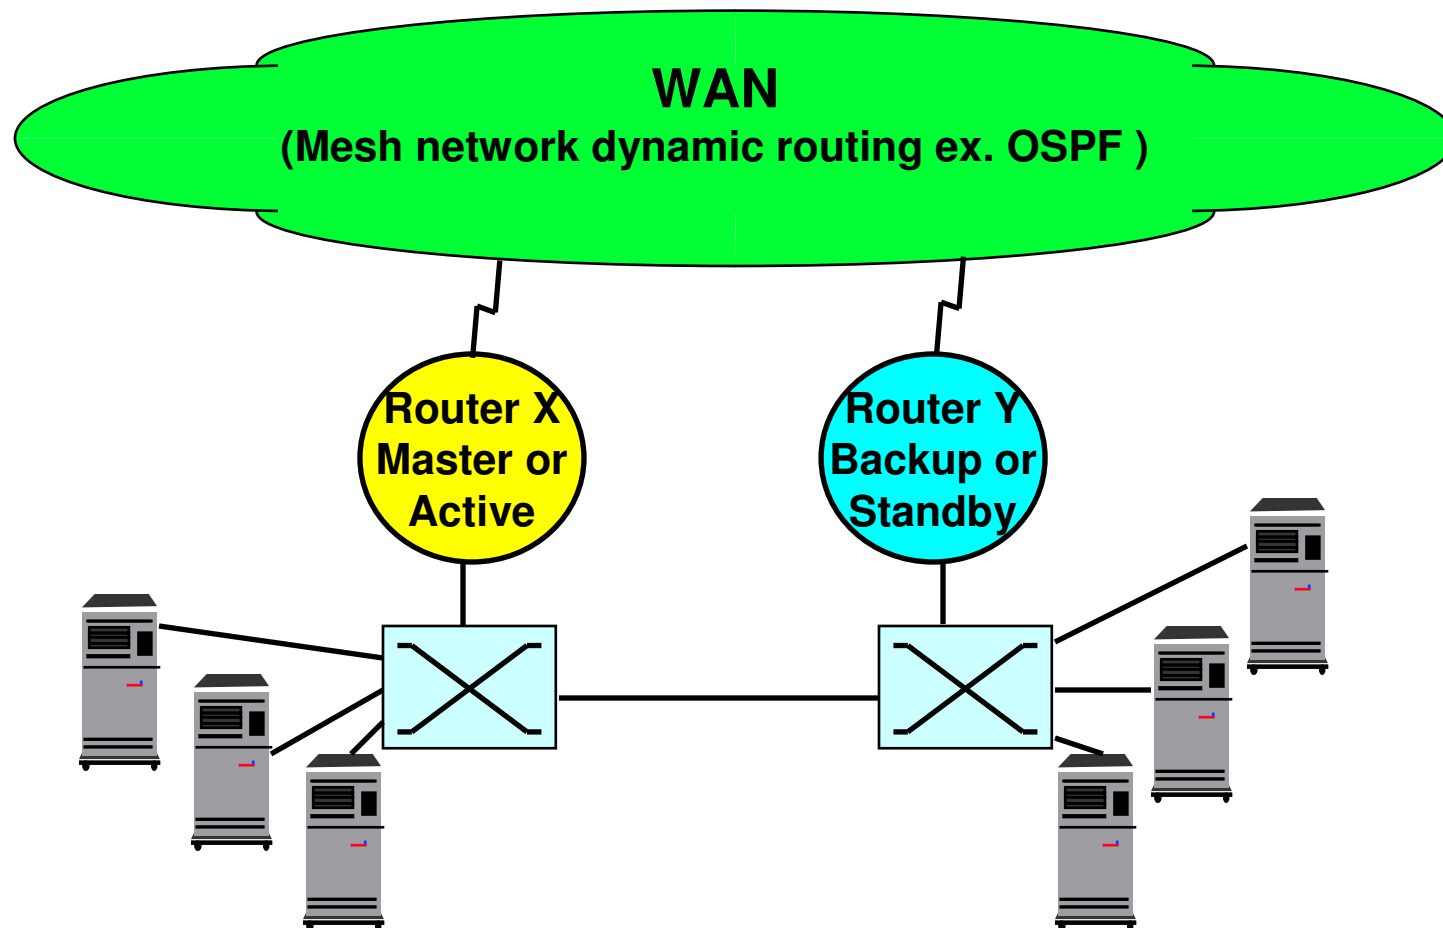 WAN
(Mesh network dynamic routing ex. OSPF )
Router X
Master or
Active
Router Y
Backup or
Standby